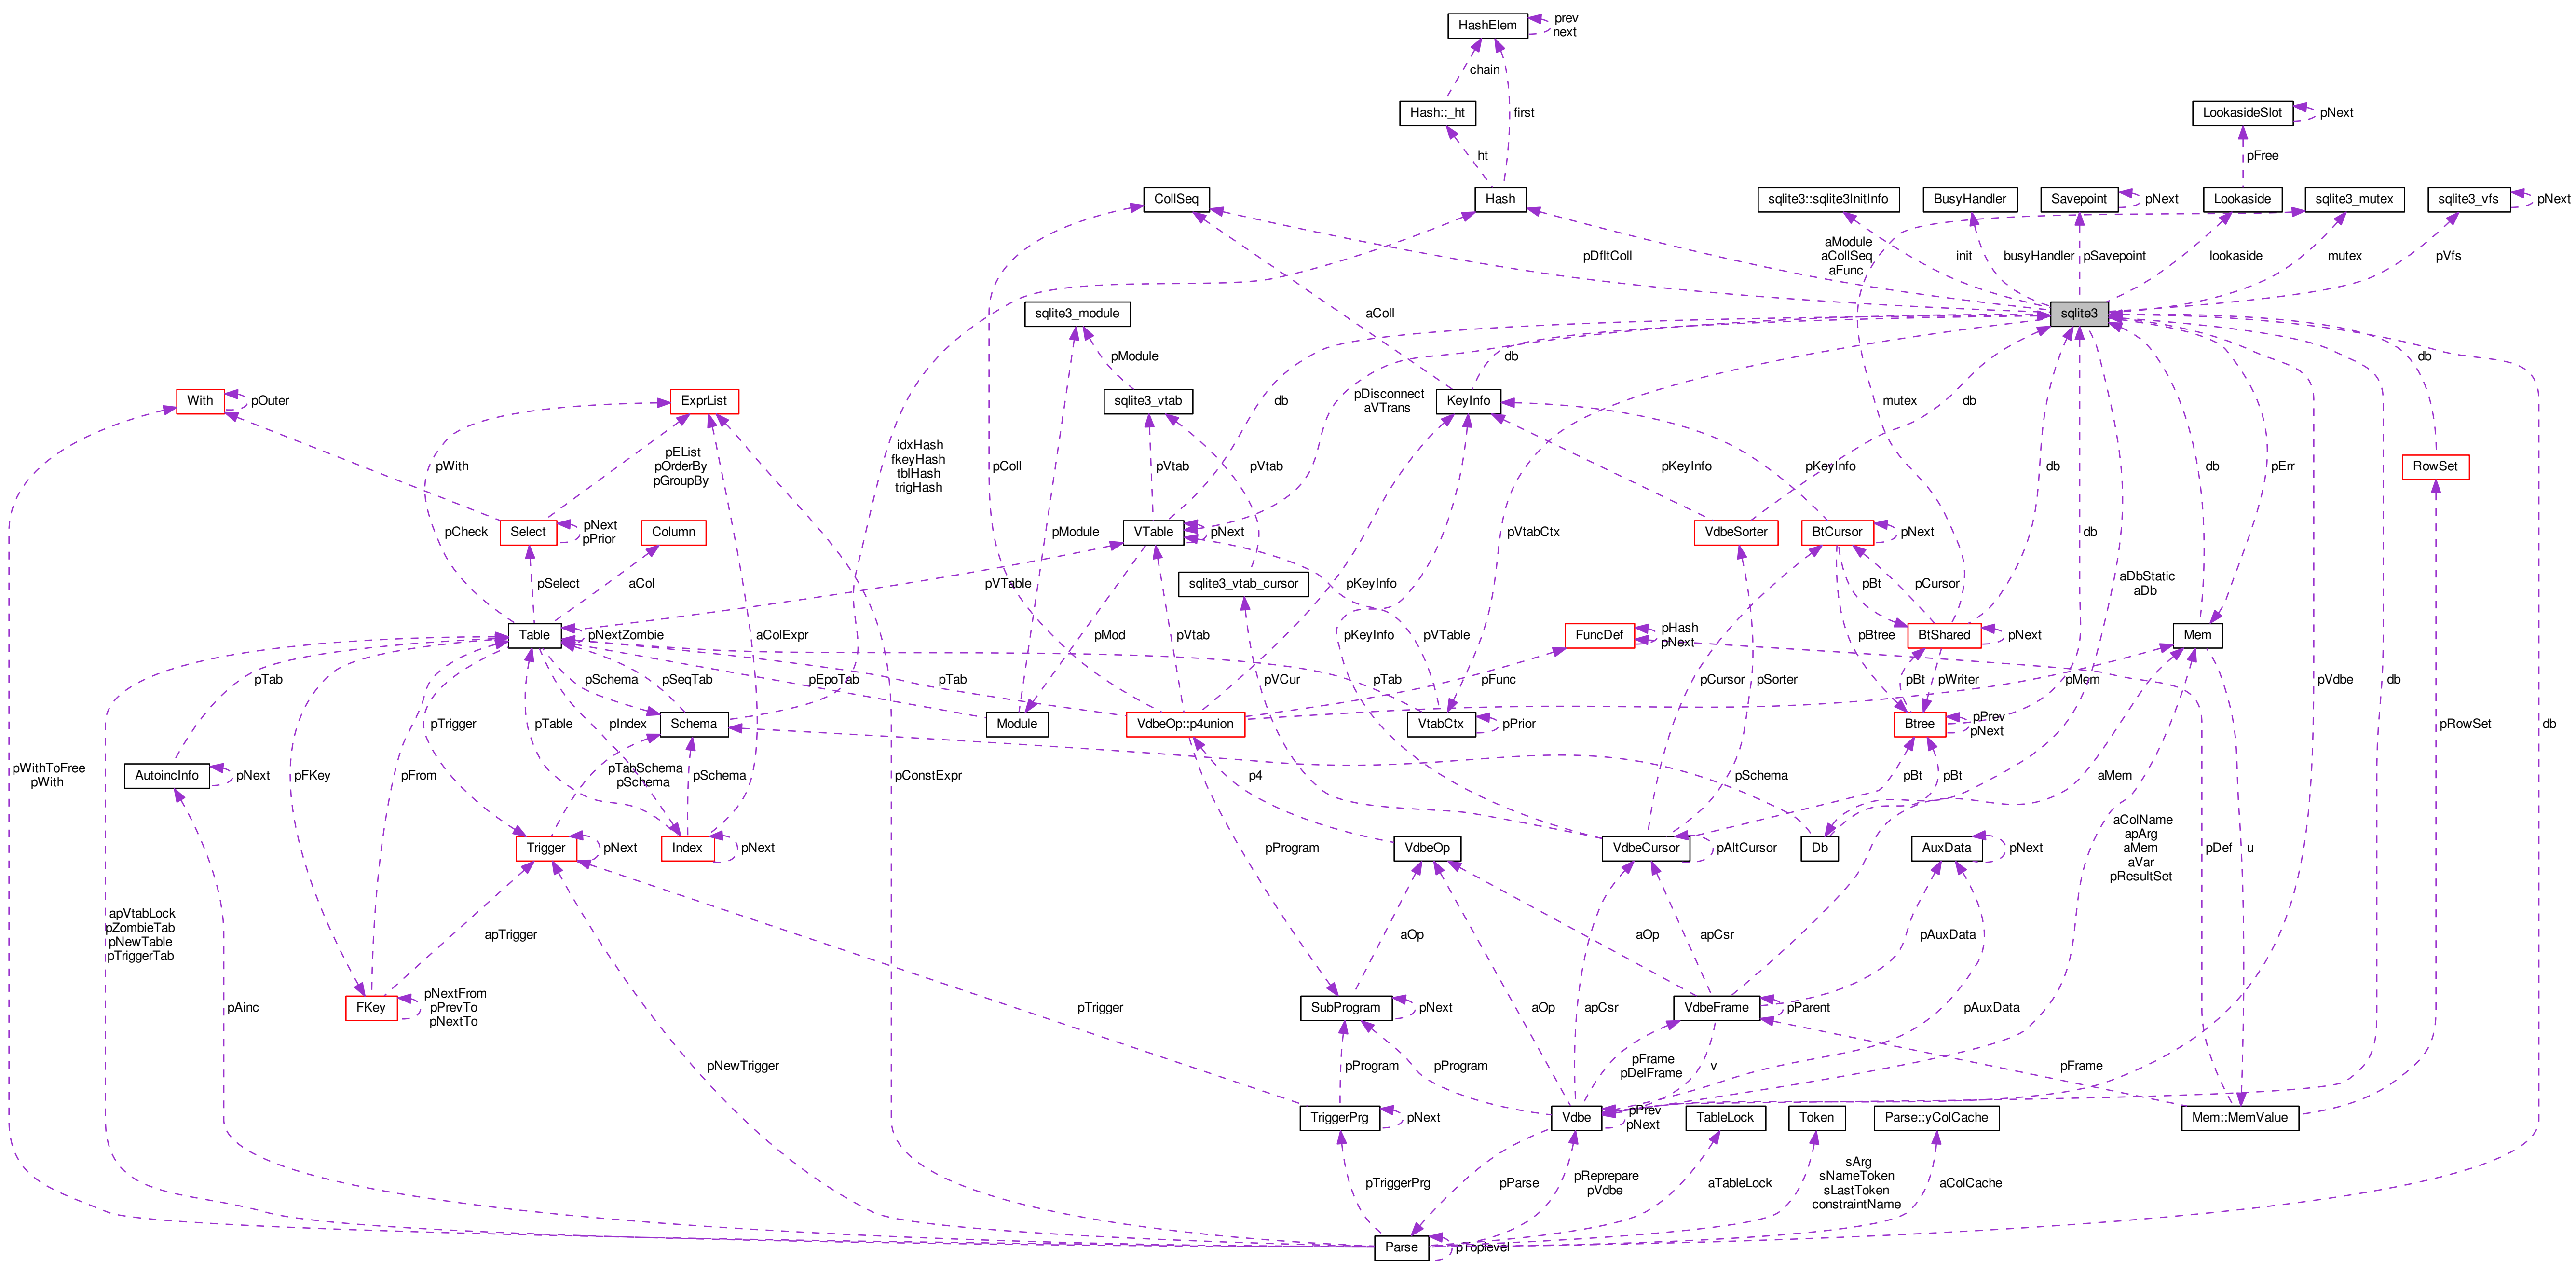 HashElem
prev
next
chain
Hash::_ht
first
LookasideSlot
pNext
ht
pFree
CollSeq
Hash
sqlite3::sqlite3InitInfo
BusyHandler
Savepoint
pNext
Lookaside
sqlite3_mutex
sqlite3_vfs
pNext
pDfltColl
aModule
aCollSeq
aFunc
init
busyHandler
pSavepoint
lookaside
mutex
pVfs
sqlite3_module
aColl
sqlite3
pModule
db
db
With
pOuter
ExprList
sqlite3_vtab
pDisconnect
aVTrans
KeyInfo
db
mutex
db
pWith
pEList
pOrderBy
pGroupBy
idxHash
fkeyHash
tblHash
trigHash
pColl
pVtab
pVtab
pKeyInfo
pKeyInfo
db
db
pErr
RowSet
pCheck
Select
pNext
pPrior
Column
pModule
VTable
pNext
pVtabCtx
VdbeSorter
BtCursor
pNext
db
pSelect
aCol
pVTable
sqlite3_vtab_cursor
pKeyInfo
pBt
pCursor
aDbStatic
aDb
Table
pNextZombie
aColExpr
pMod
pVtab
FuncDef
pHash
pNext
pKeyInfo
pVTable
pBtree
BtShared
pNext
Mem
pTab
pSchema
pSeqTab
pEpoTab
pTab
pVCur
pFunc
pTab
pCursor
pSorter
pBt
pWriter
pMem
pVdbe
db
pTrigger
pTable
pIndex
Schema
Module
VdbeOp::p4union
VtabCtx
pPrior
Btree
pPrev
pNext
pRowSet
db
pWithToFree
pWith
AutoincInfo
pNext
pFKey
pFrom
pTabSchema
pSchema
pSchema
pConstExpr
p4
pSchema
pBt
pBt
aMem
Trigger
pNext
Index
pNext
pProgram
VdbeOp
VdbeCursor
pAltCursor
Db
AuxData
pNext
aColName
apArg
aMem
aVar
pResultSet
pDef
u
apVtabLock
pZombieTab
pNewTable
pTriggerTab
apTrigger
aOp
aOp
apCsr
pAuxData
pAinc
FKey
pNextFrom
pPrevTo
pNextTo
pTrigger
SubProgram
pNext
aOp
apCsr
VdbeFrame
pParent
pAuxData
pNewTrigger
pProgram
pProgram
pFrame
pDelFrame
v
pFrame
TriggerPrg
pNext
Vdbe
pPrev
pNext
TableLock
Token
Parse::yColCache
Mem::MemValue
pTriggerPrg
pParse
pReprepare
pVdbe
aTableLock
sArg
sNameToken
sLastToken
constraintName
aColCache
Parse
pToplevel